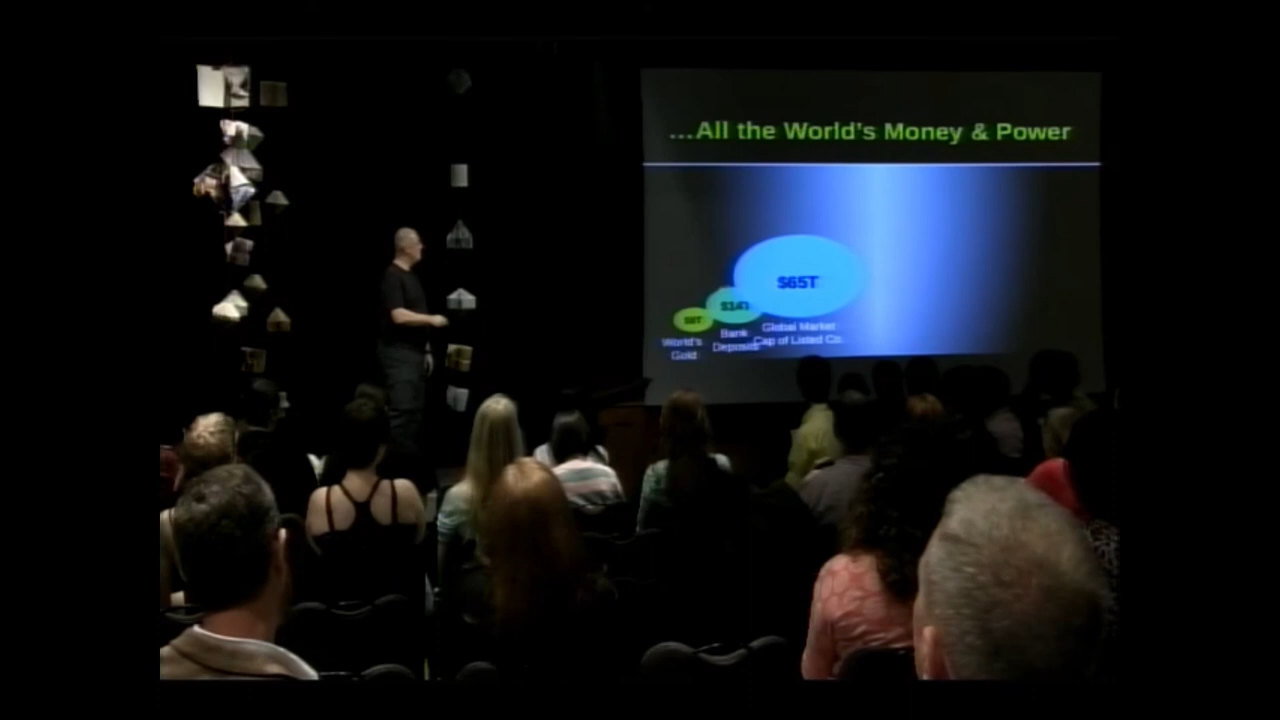 ...All the World's Money & Power
$65T
$14T
World's
Gold
Bank
Deposits
Global Market
Cap of Listed Co.